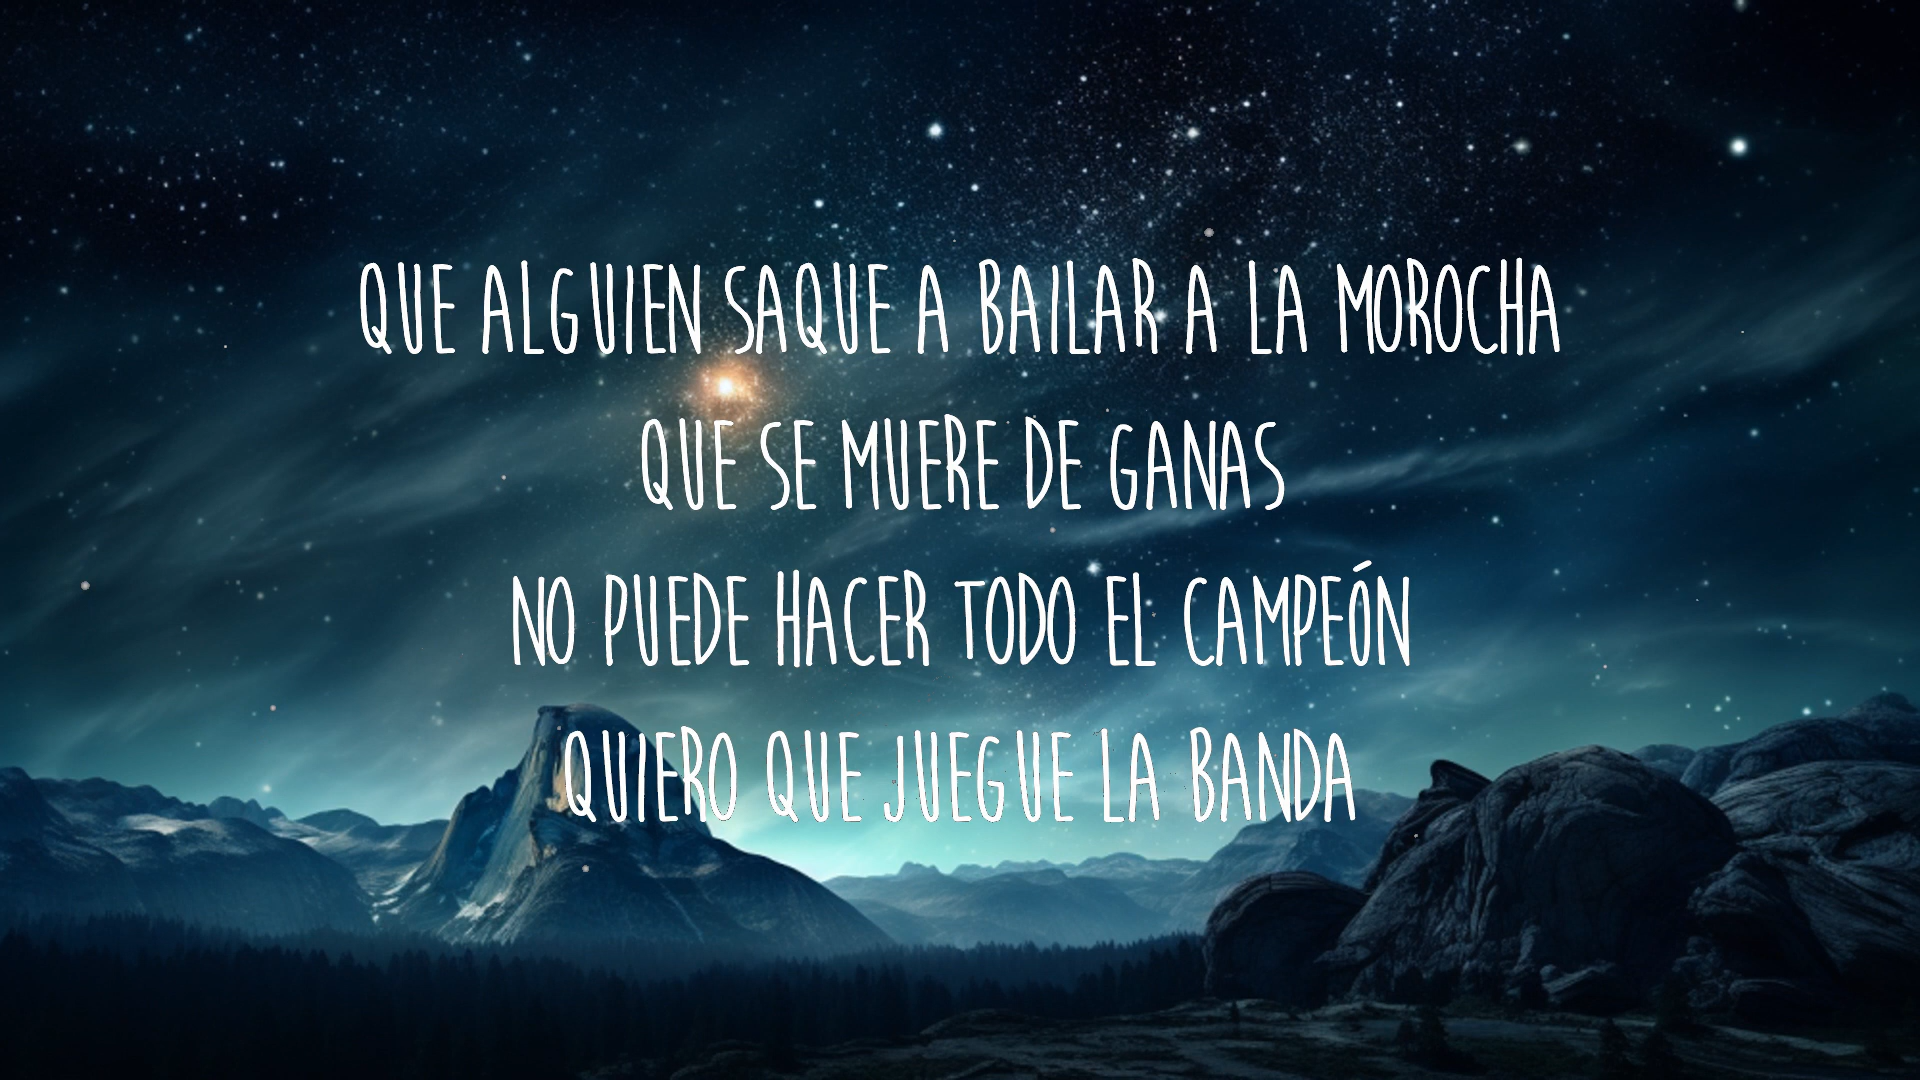 QUE ALGUIEN SAQUE A BAILAR A LA MOROCHA
QUE SE MUERE DE GANAS
NO PUEDE HACER TODO EL CAMPEÓN
QUIERO QUE JUEGUE LA BANDA